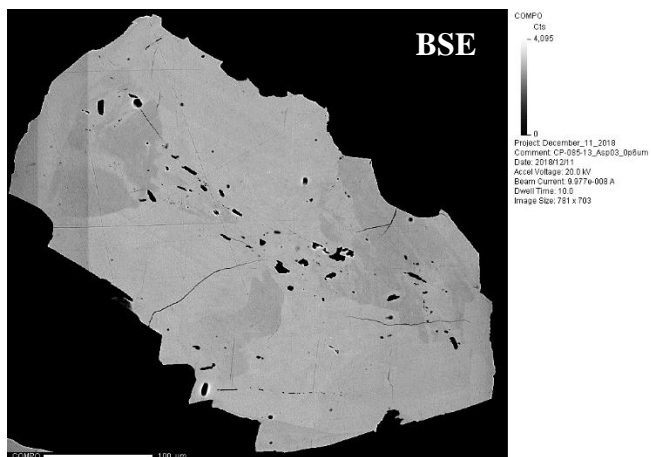 BSE
COMPO
Cts
4,095
0
Project: December_11_2018
Comment: CP-085-13_Asp03_0p6um
Date: 2018/12/11
Accel Voltage: 20.0 kV
Beam Current: 9.977e-008 A
Dwell Time: 10.0
Image Size: 781 x 703
COMPO 100 um